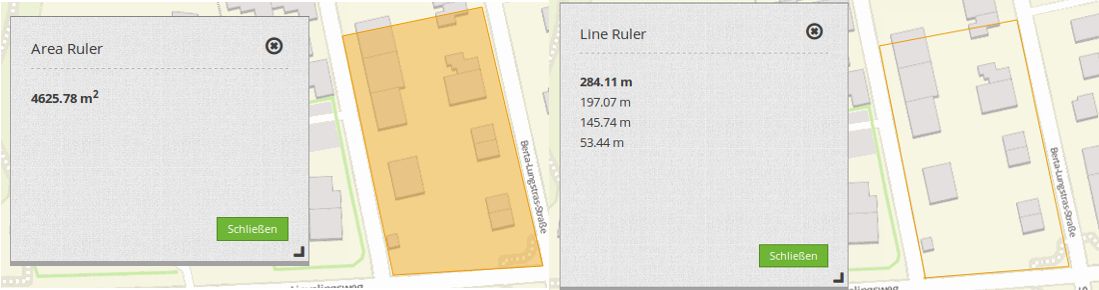 Area Ruler
4625.78 m²
Schließen
Berta-Lungstras-Straße
Line Ruler
284.11 m
197.07 m
145.74 m
53.44 m
Schließen
Berta-Lungstras-Straße